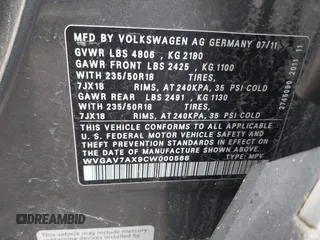 MFD BY VOLKSWAGEN AG GERMANY 07/11
GVWR LBS 4806 , KG 2180
GAWR FRONT LBS 2425 , KG 1100
WITH 235/50R18 TIRES,
7JX18 RIMS, AT 240KPA, 35 PSI COLD
GAWR REAR LBS 2491 , KG 1130
WITH 235/50R18 TIRES,
7JX18 RIMS, AT 240KPA, 35 PSI COLD
THIS VEHICLE CONFORMS TO ALL APPLICABLE
U.S. FEDERAL MOTOR VEHICLE SAFETY AND
THEFT PREVENTION STANDARDS IN EFFECT
ON THE DATE OF MANUFACTURE SHOWN ABOVE.
WVGAV7AX8CW000566 TYPE: MPV
2011 11
DREAMBID